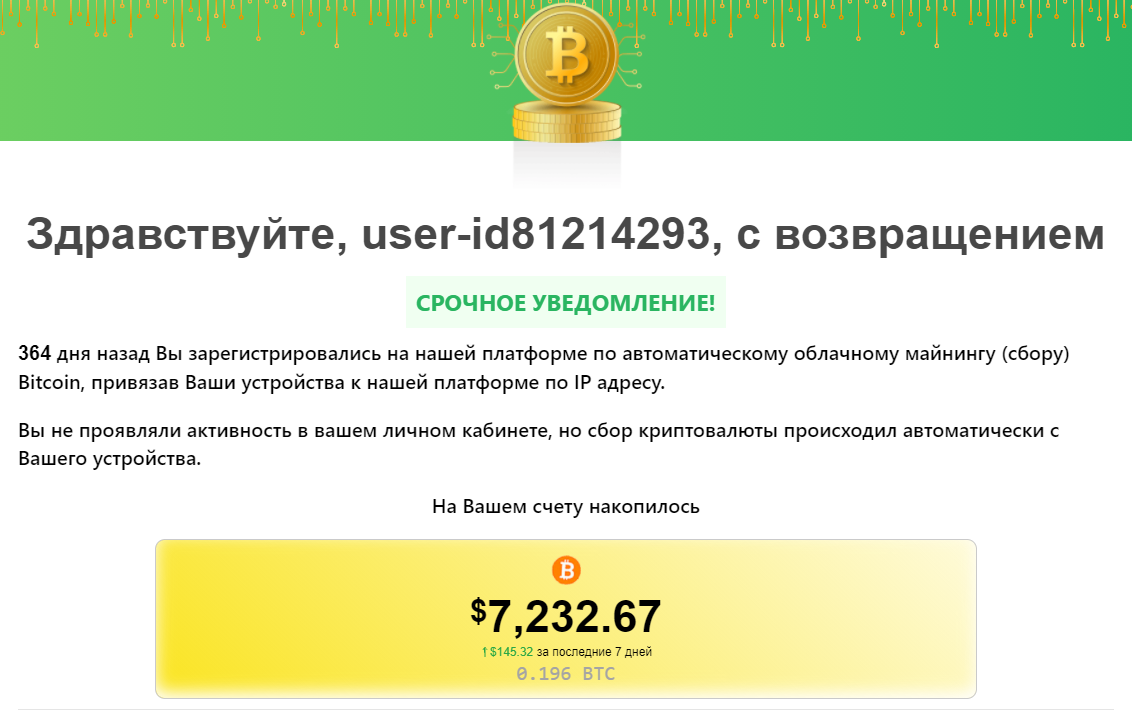 Здравствуйте, user-id81214293, с возвращением
СРОЧНОЕ УВЕДОМЛЕНИЕ!
364 дня назад Вы зарегистрировались на нашей платформе по автоматическому облачному майнингу (сбору)
Bitcoin, привязав Ваши устройства к нашей платформе по IP адресу.
Вы не проявляли активность в вашем личном кабинете, но сбор криптовалюты происходил автоматически с
Вашего устройства.
На Вашем счету накопилось
$7,232.67
↑ $145.32 за последние 7 дней
0.196 BTC